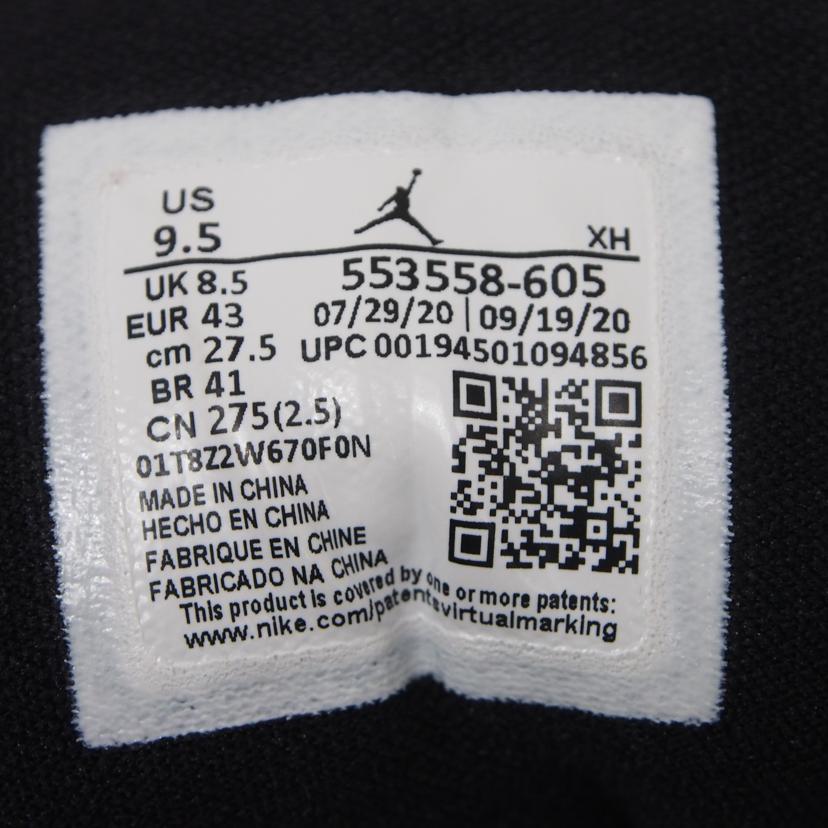 US
9.5
XH
UK 8.5
553558-605
EUR 43
07/29/20 | 09/19/20
cm 27.5
UPC 00194501094856
BR 41
CN 275(2.5)
01T8Z2W670F0N
MADE IN CHINA
HECHO EN CHINA
FABRIQUE EN CHINE
FABRICADO NA CHINA
This product is covered by one or more patents:
www.nike.com/patentsvirtualmarking